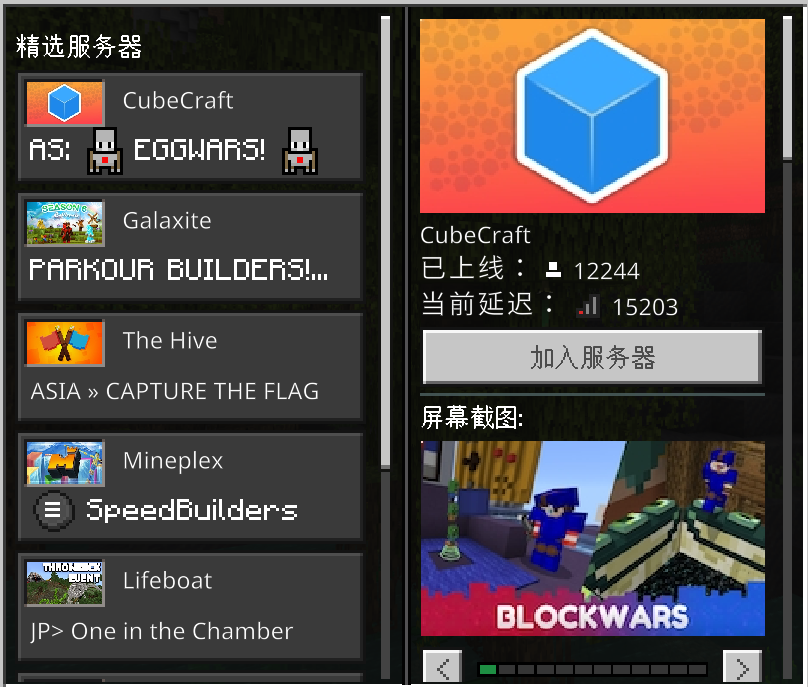 精选服务器
CubeCraft
AS: EGGWARS!
Galaxite
PARKOUR BUILDERS!...
The Hive
ASIA » CAPTURE THE FLAG
Mineplex
SpeedBuilders
THROWBACK
EVENT
Lifeboat
JP> One in the Chamber
CubeCraft
已上线： 12244
当前延迟： 15203
加入服务器
屏幕截图:
BLOCKWARS